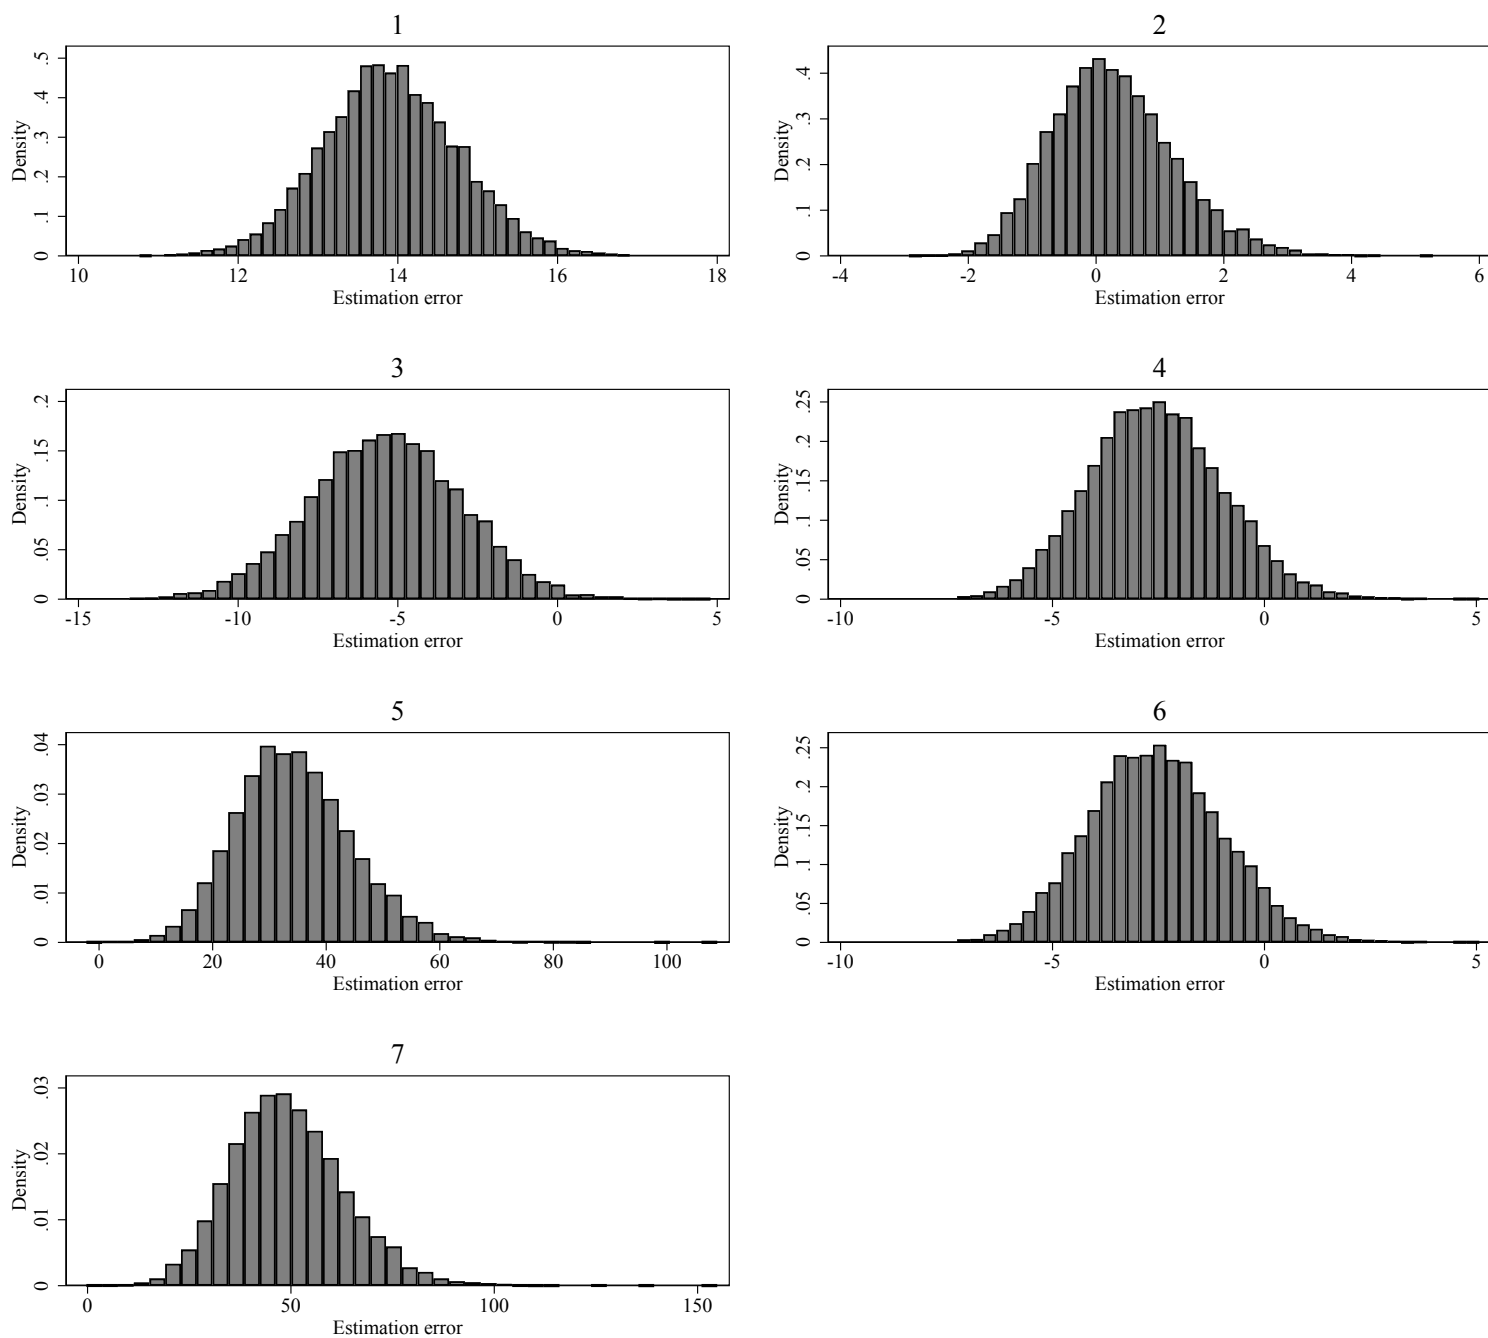 1
Density
.5
.4
.3
.2
.1
0
10 12 14 16 18
Estimation error
2
Density
.4
.3
.2
.1
0
-4 -2 0 2 4 6
Estimation error
3
Density
.2
.15
.1
.05
0
-15 -10 -5 0 5
Estimation error
4
Density
.25
.2
.15
.1
.05
0
-10 -5 0 5
Estimation error
5
Density
.04
.03
.02
.01
0
0 20 40 60 80 100
Estimation error
6
Density
.25
.2
.15
.1
.05
0
-10 -5 0 5
Estimation error
7
Density
.03
.02
.01
0
0 50 100 150
Estimation error